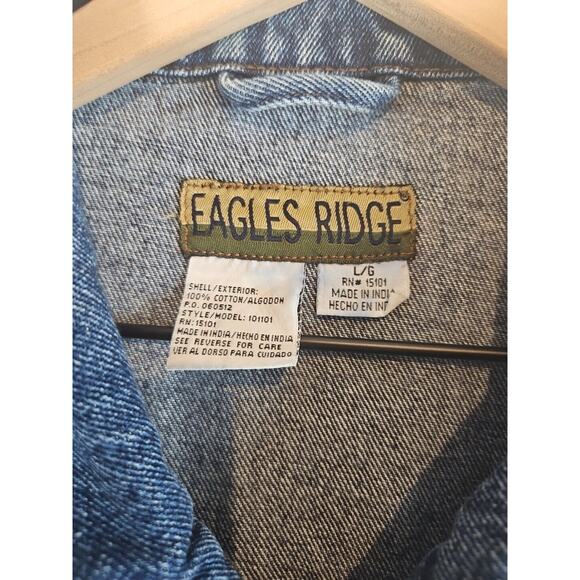 EAGLES RIDGE®
SHELL/EXTERIOR:
100% COTTON/ALGODON
P.O. 060512
STYLE/MODEL: 101101
RN: 15101
MADE IN INDIA/HECHO EN INDIA
SEE REVERSE FOR CARE
VER AL DORSO PARA CUIDADO
L/G
RN# 15101
MADE IN INDIA
HECHO EN IN